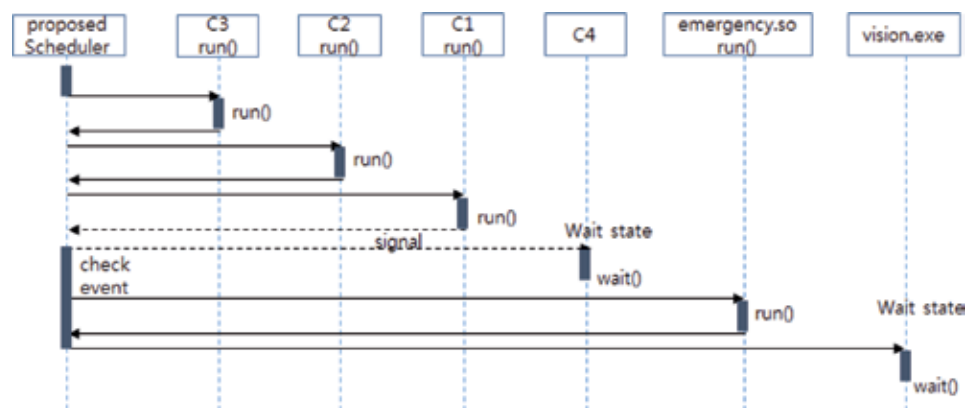 proposed
Scheduler
C3
run()
C2
run()
C1
run()
C4
emergency.so
run()
vision.exe
run()
run()
run()
signal
Wait state
check
event
wait()
run()
Wait state
wait()